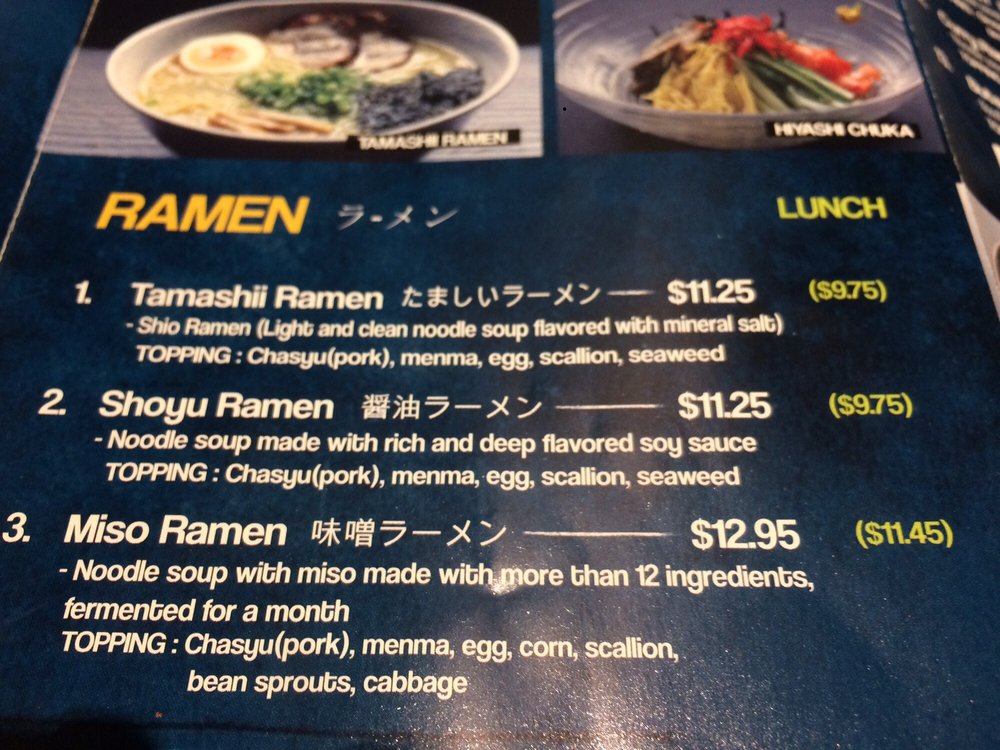 TAMASHII RAMEN
HIYASHI CHUKA
RAMEN ラ-メン LUNCH
1. Tamashii Ramen たましいラーメン $11.25 ($9.75)
- Shio Ramen (Light and clean noodle soup flavored with mineral salt)
TOPPING : Chasyu(pork), menma, egg, scallion, seaweed
2. Shoyu Ramen 醤油ラーメン $11.25 ($9.75)
- Noodle soup made with rich and deep flavored soy sauce
TOPPING : Chasyu(pork), menma, egg, scallion, seaweed
3. Miso Ramen 味噌ラーメン $12.95 ($11.45)
- Noodle soup with miso made with more than 12 ingredients,
fermented for a month
TOPPING : Chasyu(pork), menma, egg, corn, scallion,
bean sprouts, cabbage